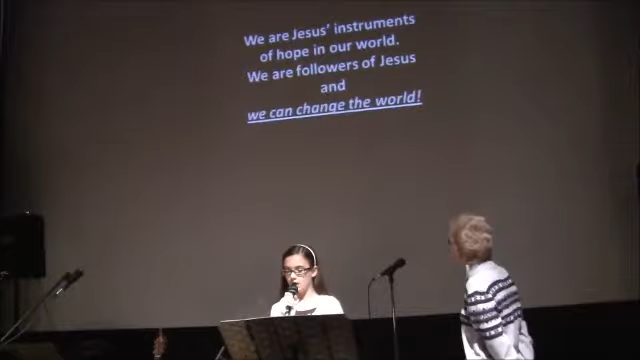 We are Jesus' instruments
of hope in our world.
We are followers of Jesus
and
we can change the world!